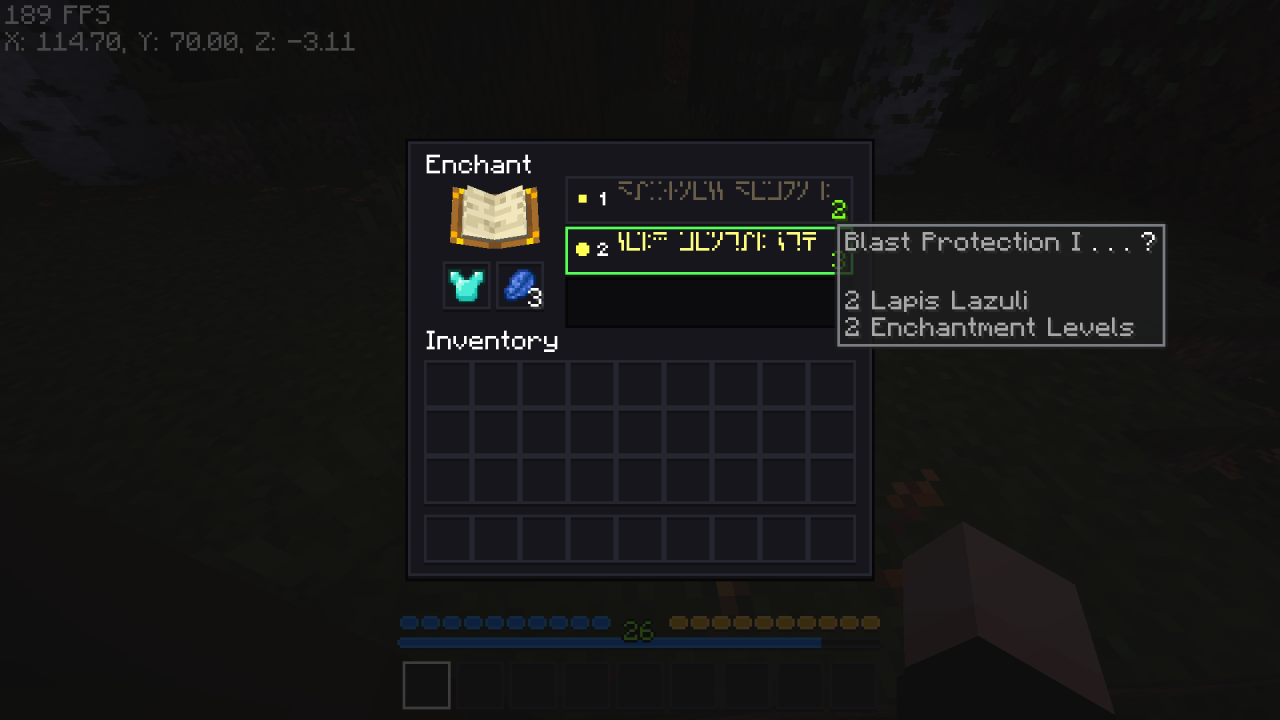 189 FPS
X: 114.70, Y: 70.00, Z: -3.11
Enchant
1
2
2
3
Blast Protection I . . . ?
2 Lapis Lazuli
2 Enchantment Levels
3
Inventory
26